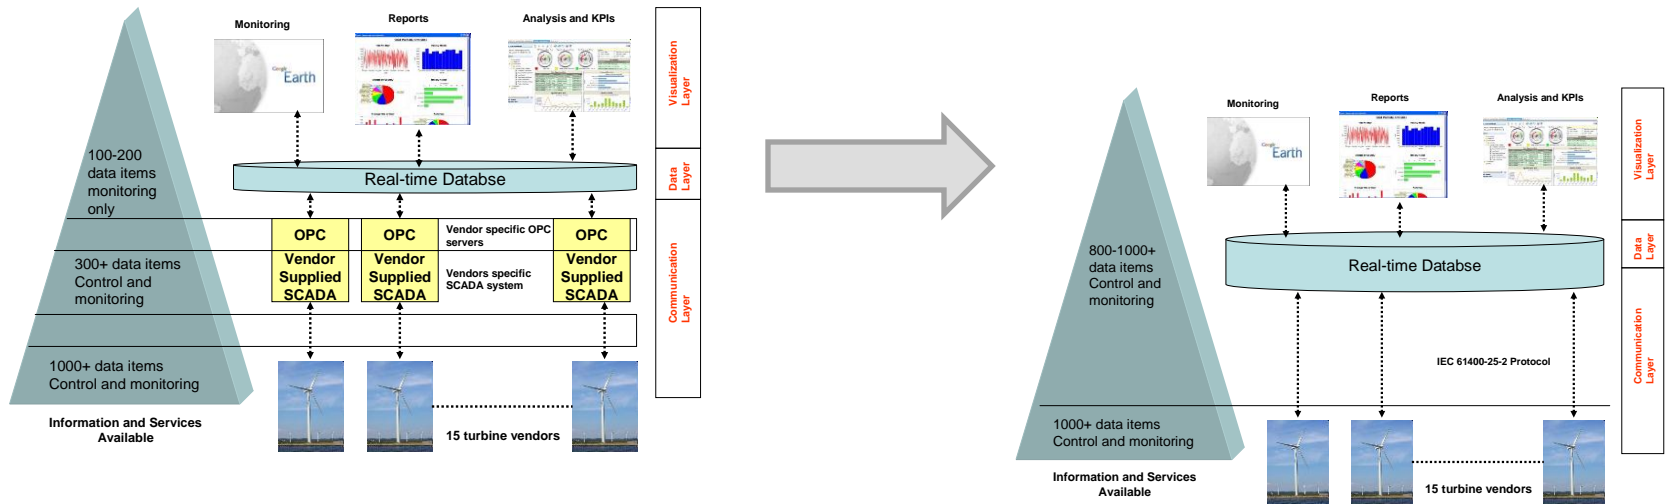 Monitoring
Reports
Analysis and KPIs
Google
Earth
100-200
data items
monitoring
only
Real-time Databse
OPC
OPC
OPC
Vendor specific OPC
servers
Vendor
Supplied
SCADA
Vendor
Supplied
SCADA
Vendor
Supplied
SCADA
Vendors specific
SCADA system
300+ data items
Control and
monitoring
1000+ data items
Control and monitoring
Information and Services
Available
15 turbine vendors
Visualization
Layer
Data
Layer
Communication
Layer
Monitoring
Reports
Analysis and KPIs
Google
Earth
800-1000+
data items
Control and
monitoring
Real-time Databse
IEC 61400-25-2 Protocol
1000+ data items
Control and monitoring
Information and Services
Available
15 turbine vendors
Visualization
Layer
Data
Layer
Communication
Layer